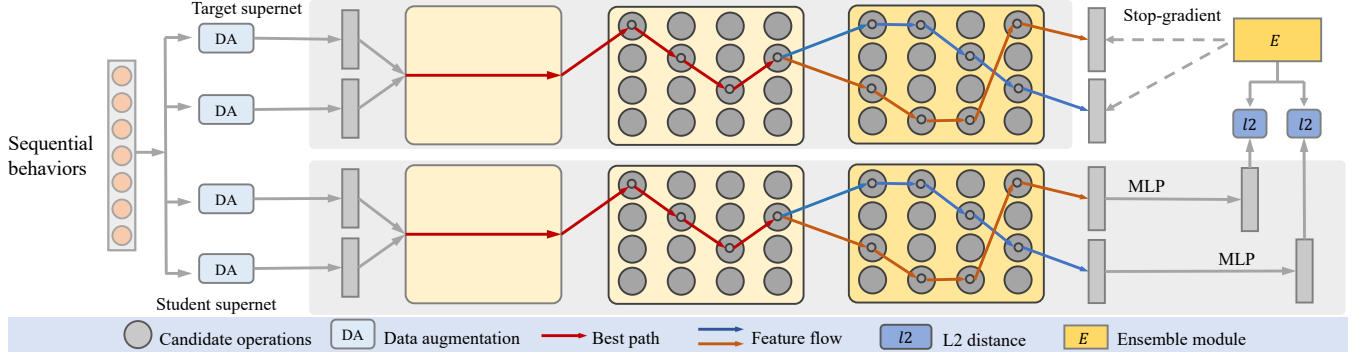 Target supernet
DA
DA
Stop-gradient
E
l2
l2
Sequential
behaviors
DA
DA
MLP
MLP
Student supernet
Candidate operations
DA
Data augmentation
Best path
Feature flow
l2
L2 distance
E
Ensemble module